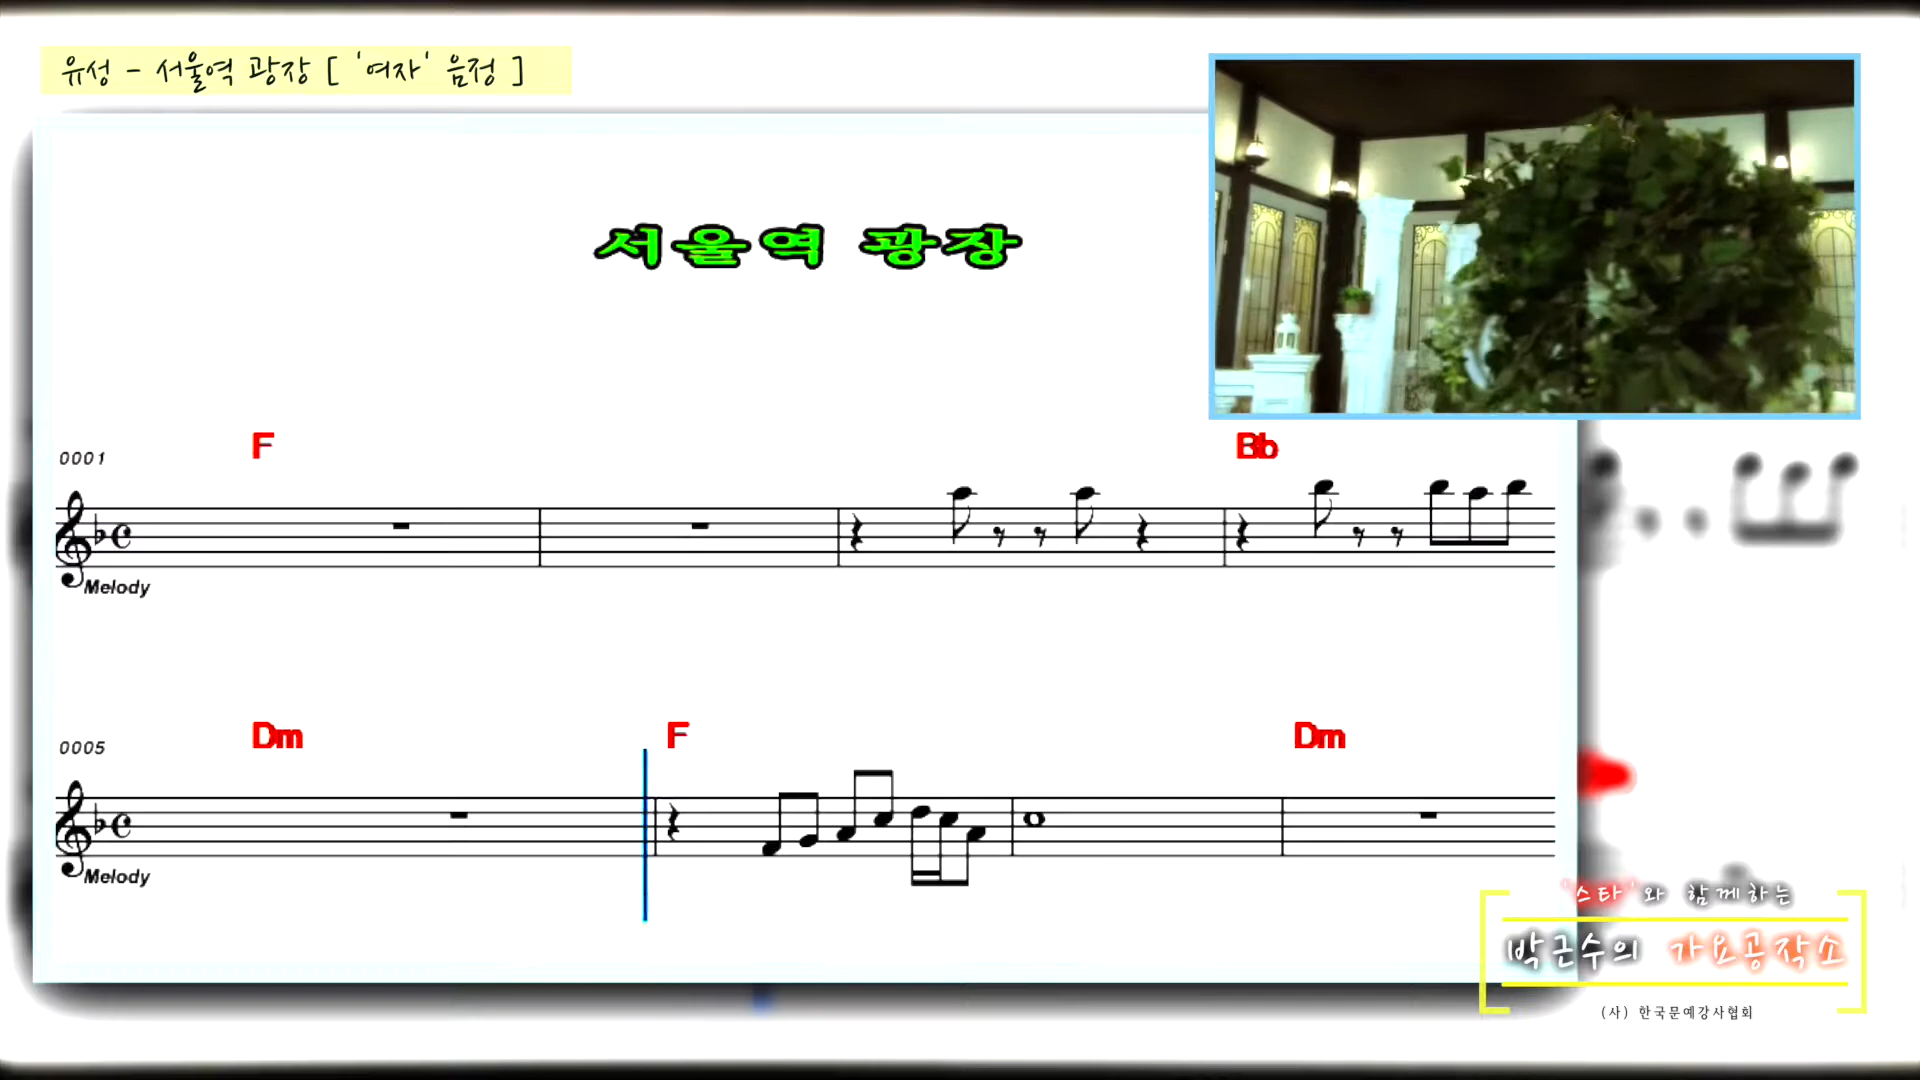 유성 - 서울역 광장 [ '여자' 음정 ]
서울역 광장
0001
F
Bb
Melody
0005
Dm
F
Dm
Melody
'스타'와 함께하는
박근수의 가요공작소
(사) 한국문예강사협회